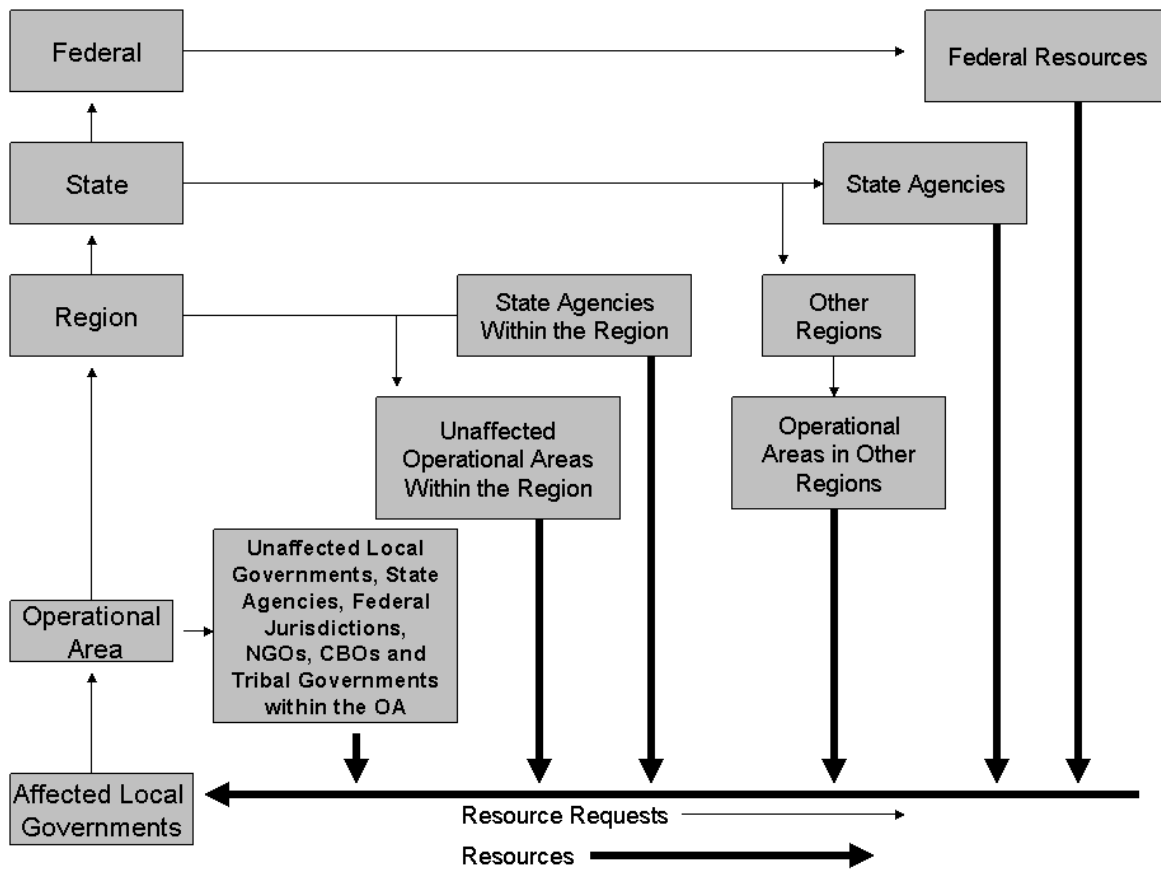 Federal
Federal Resources
State
State Agencies
Region
State Agencies
Within the Region
Other
Regions
Unaffected
Operational Areas
Within the Region
Operational
Areas in Other
Regions
Unaffected Local
Governments, State
Agencies, Federal
Jurisdictions,
NGOs, CBOs and
Tribal Governments
within the OA
Operational
Area
Affected Local
Governments
Resource Requests
Resources